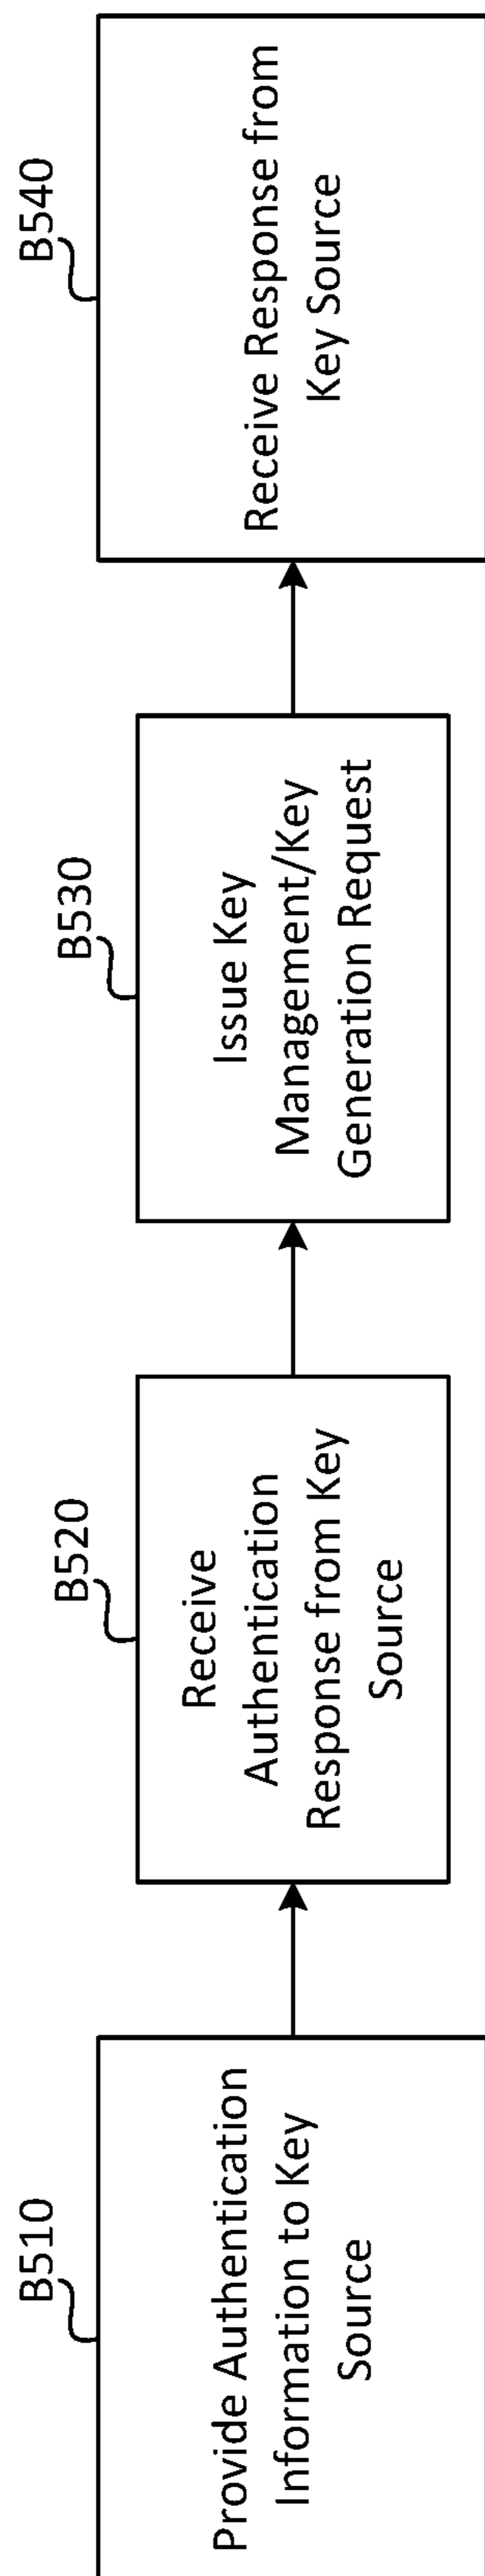 B510
Provide Authentication
Information to Key
Source
B520
Receive
Authentication
Response from Key
Source
B530
Issue Key
Management/Key
Generation Request
B540
Receive Response from
Key Source